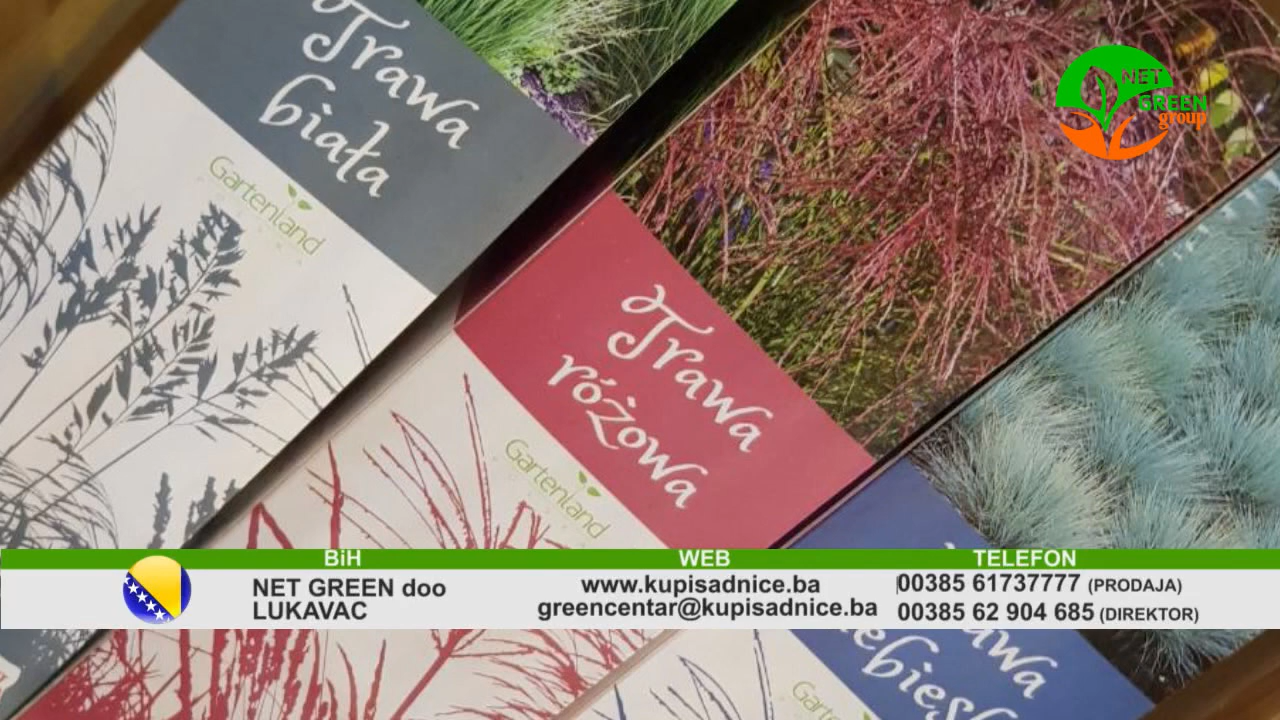 Trawa
biała
Gartenland
NET
GREEN
group
Trawa
różowa
Gartenland
BiH
WEB
TELEFON
NET GREEN doo
LUKAVAC
www.kupisadnice.ba
greencentar@kupisadnice.ba
00385 61737777 (PRODAJA)
00385 62 904 685 (DIREKTOR)